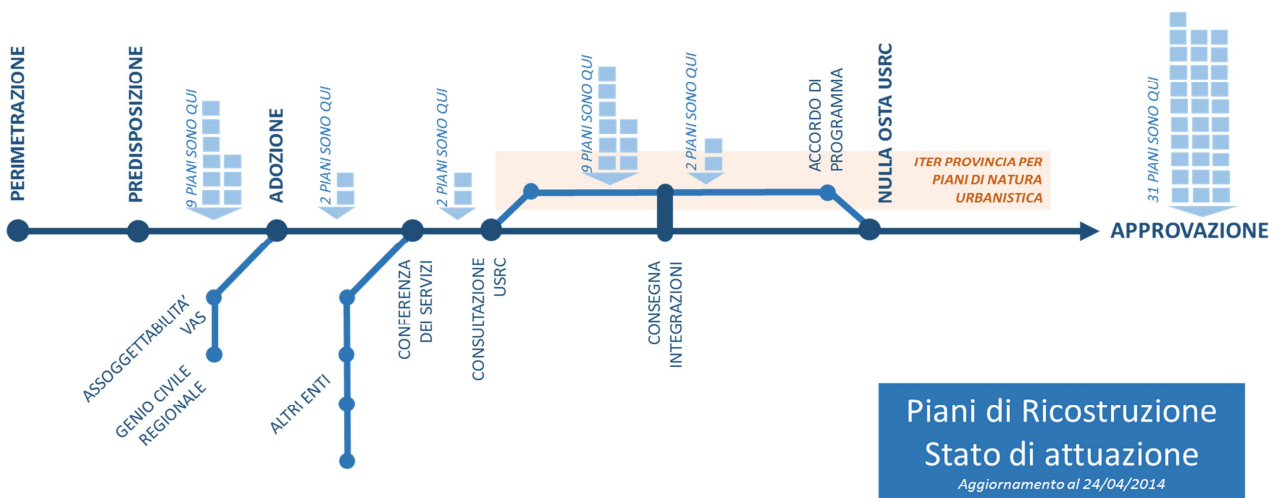 PERIMETRAZIONE
PREDISPOSIZIONE
9 PIANI SONO QUI
ADOZIONE
2 PIANI SONO QUI
2 PIANI SONO QUI
9 PIANI SONO QUI
2 PIANI SONO QUI
ACCORDO DI
PROGRAMMA
NULLA OSTA USRC
ITER PROVINCIA PER
PIANI DI NATURA
URBANISTICA
31 PIANI SONO QUI
APPROVAZIONE
ASSOGGETTABILITA’
VAS
GENIO CIVILE
REGIONALE
ALTRI ENTI
CONFERENZA
DEI SERVIZI
CONSULTAZIONE
USRC
CONSEGNA
INTEGRAZIONI
Piani di Ricostruzione
Stato di attuazione
Aggiornamento al 24/04/2014